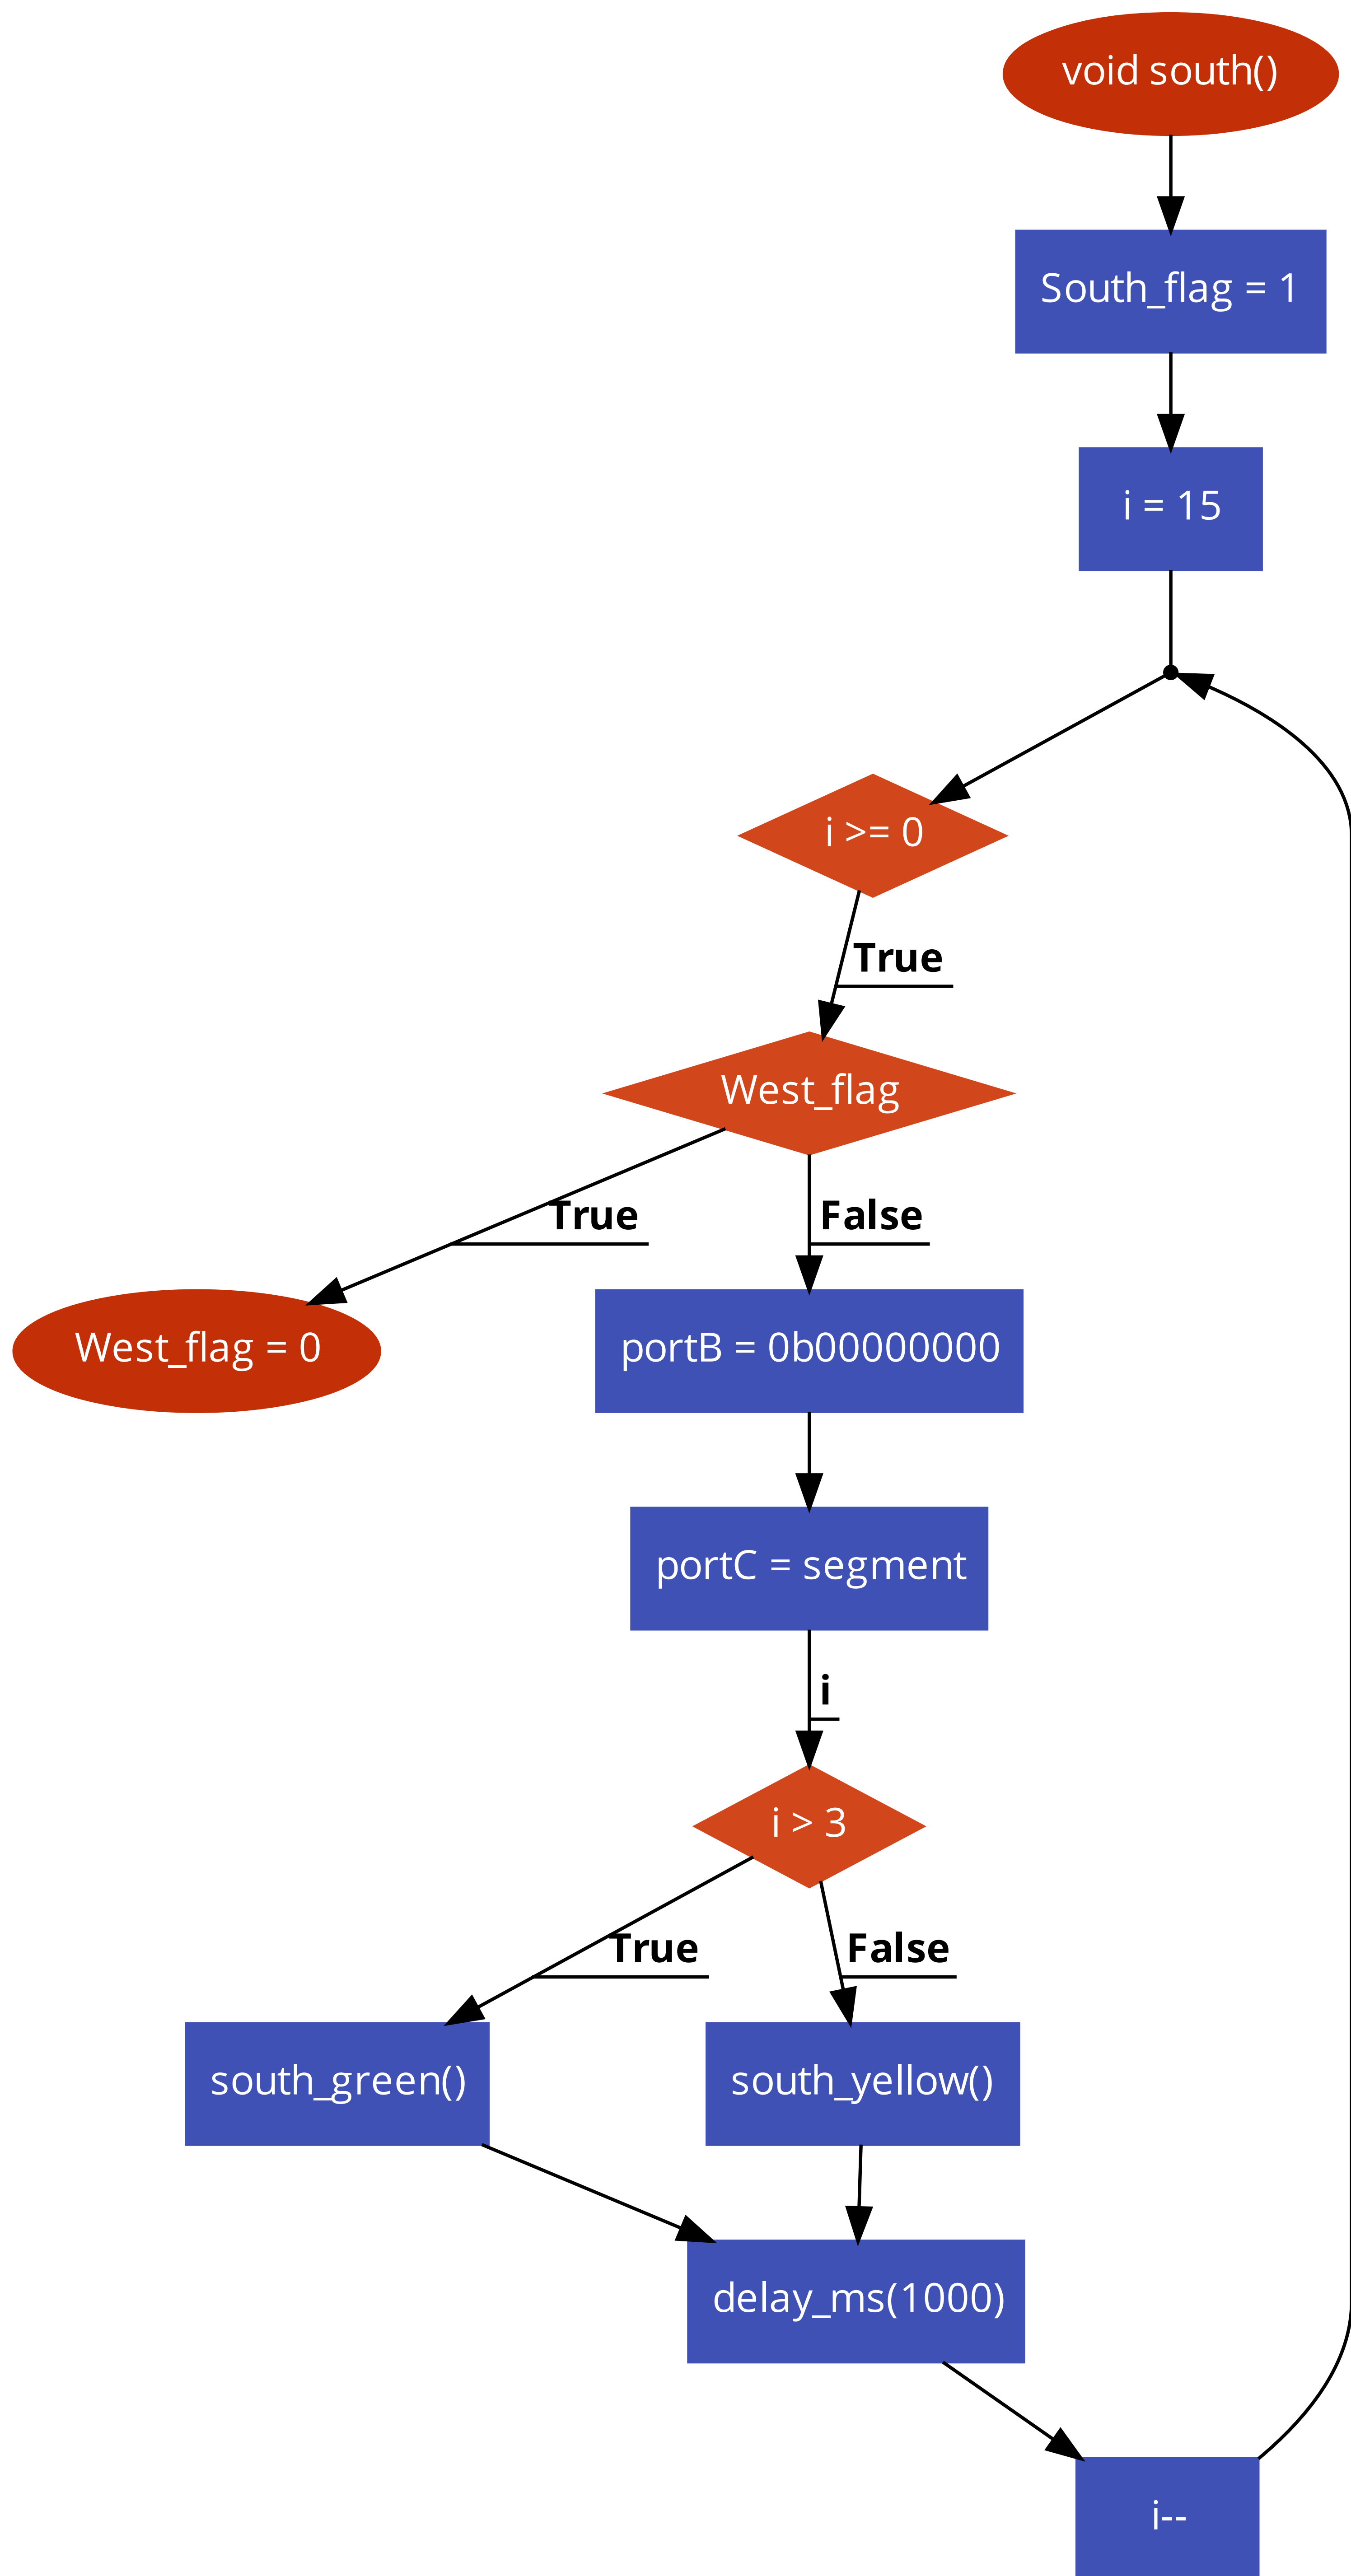 void south()
South_flag = 1
i = 15
i >= 0
True
West_flag
True
False
West_flag = 0
portB = 0b00000000
portC = segment
i
i > 3
True
False
south_green()
south_yellow()
delay_ms(1000)
i--